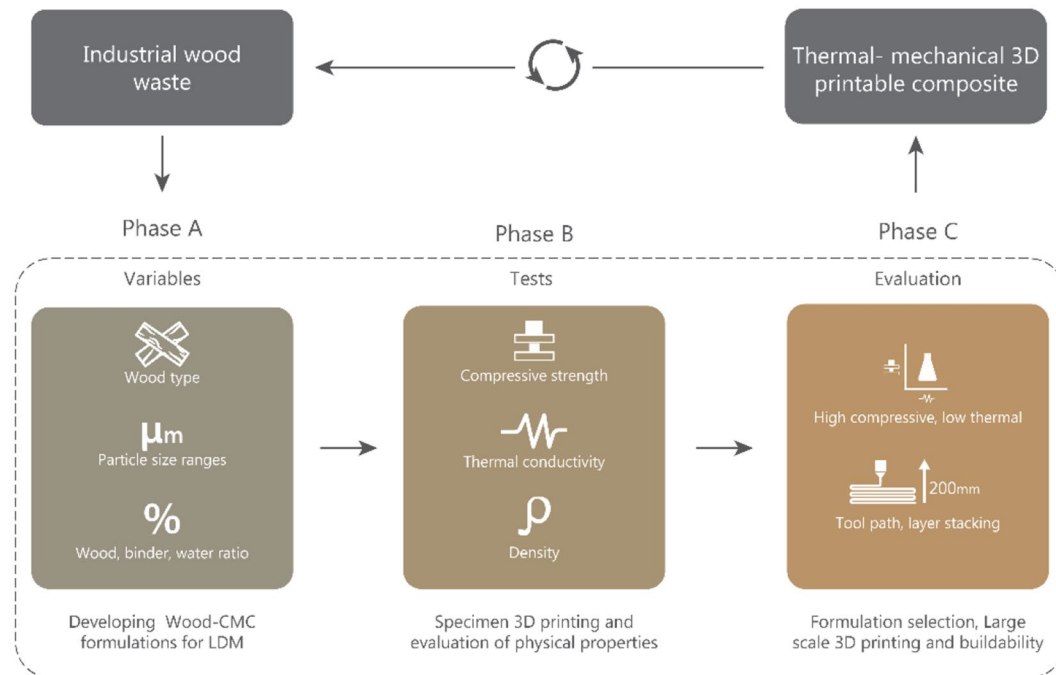 Industrial wood
waste
Thermal- mechanical 3D
printable composite
Phase A
Phase B
Phase C
Variables
Tests
Evaluation
Wood type
µm
Particle size ranges
%
Wood, binder, water ratio
Compressive strength
Thermal conductivity
ρ
Density
High compressive, low thermal
200mm
Tool path, layer stacking
Developing Wood-CMC
formulations for LDM
Specimen 3D printing and
evaluation of physical properties
Formulation selection, Large
scale 3D printing and buildability